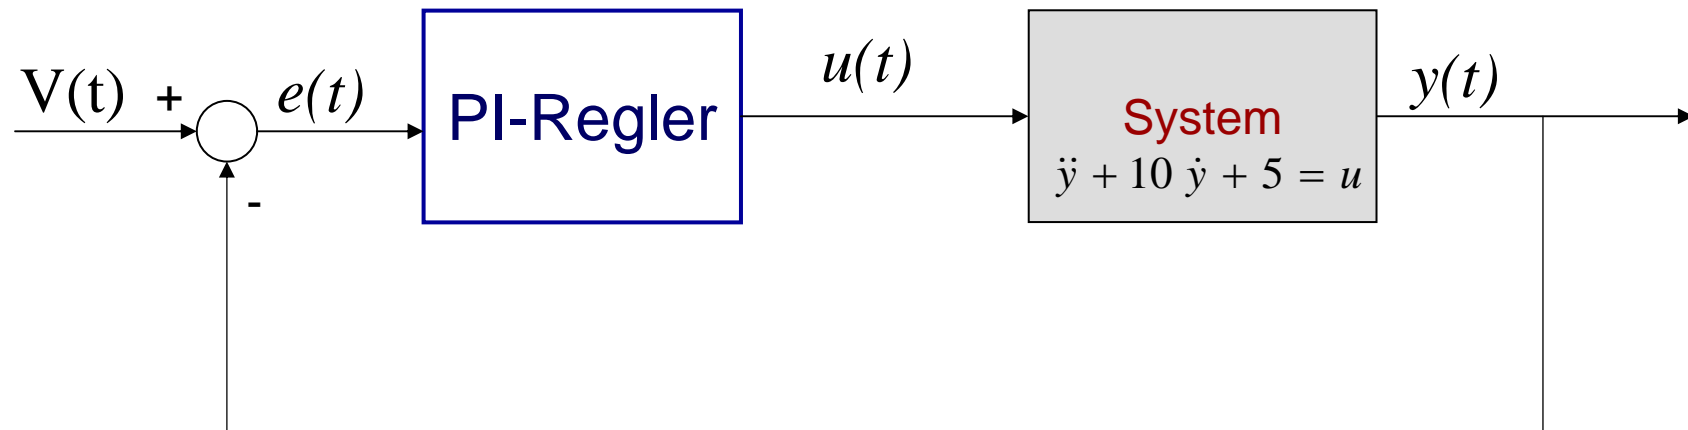 V(t) + e(t) PI-Regler u(t) System y(t)
ÿ + 10 ẏ + 5 = u
-